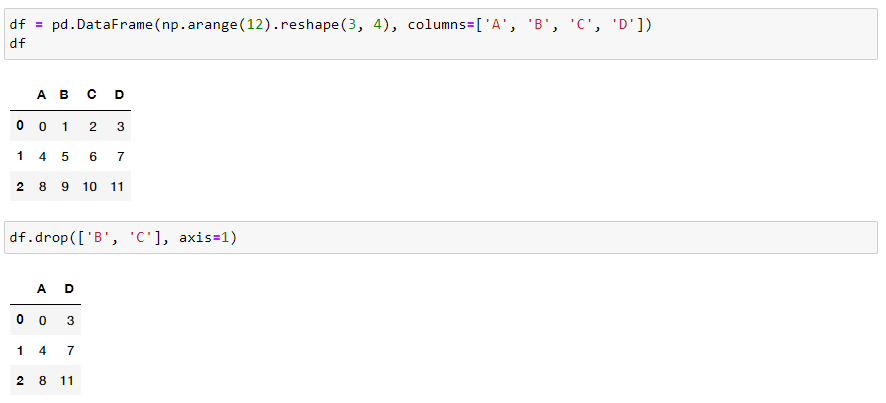 df = pd.DataFrame(np.arange(12).reshape(3, 4), columns=['A', 'B', 'C', 'D'])
df
A B C D
0 0 1 2 3
1 4 5 6 7
2 8 9 10 11
df.drop(['B', 'C'], axis=1)
A D
0 0 3
1 4 7
2 8 11